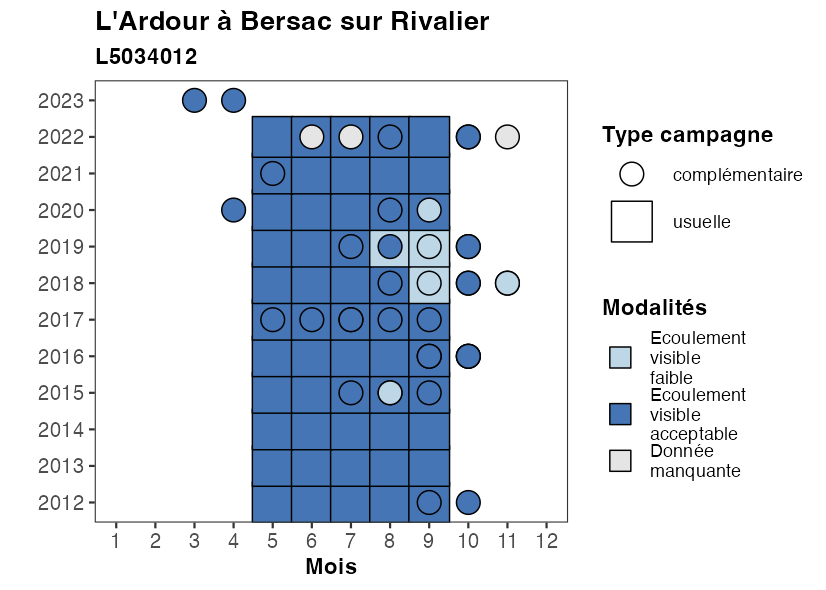 L'Ardour à Bersac sur Rivalier
L5034012
2023
2022
2021
2020
2019
2018
2017
2016
2015
2014
2013
2012
1 2 3 4 5 6 7 8 9 10 11 12
Mois
Type campagne
complémentaire
usuelle
Modalités
Ecoulement
visible
faible
Ecoulement
visible
acceptable
Donnée
manquante